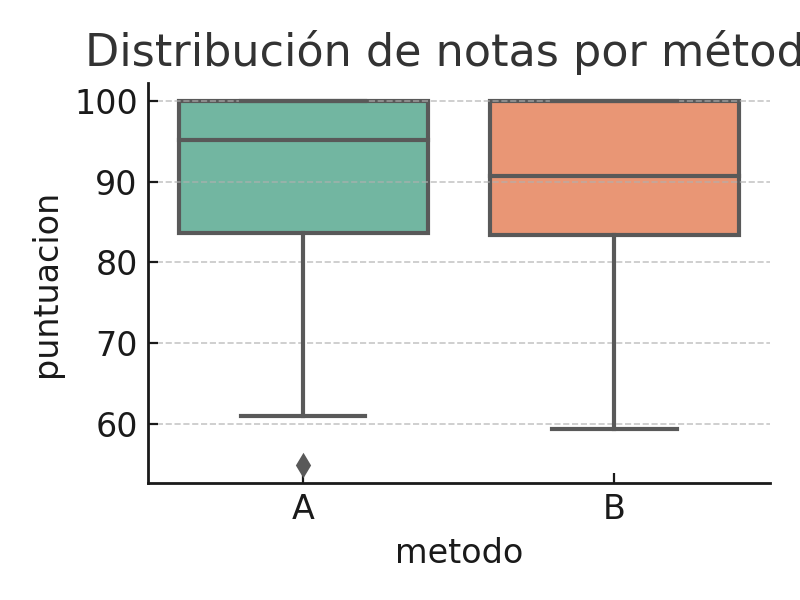 Distribución de notas por métod
100
90
80
70
60
puntuacion
A
B
metodo